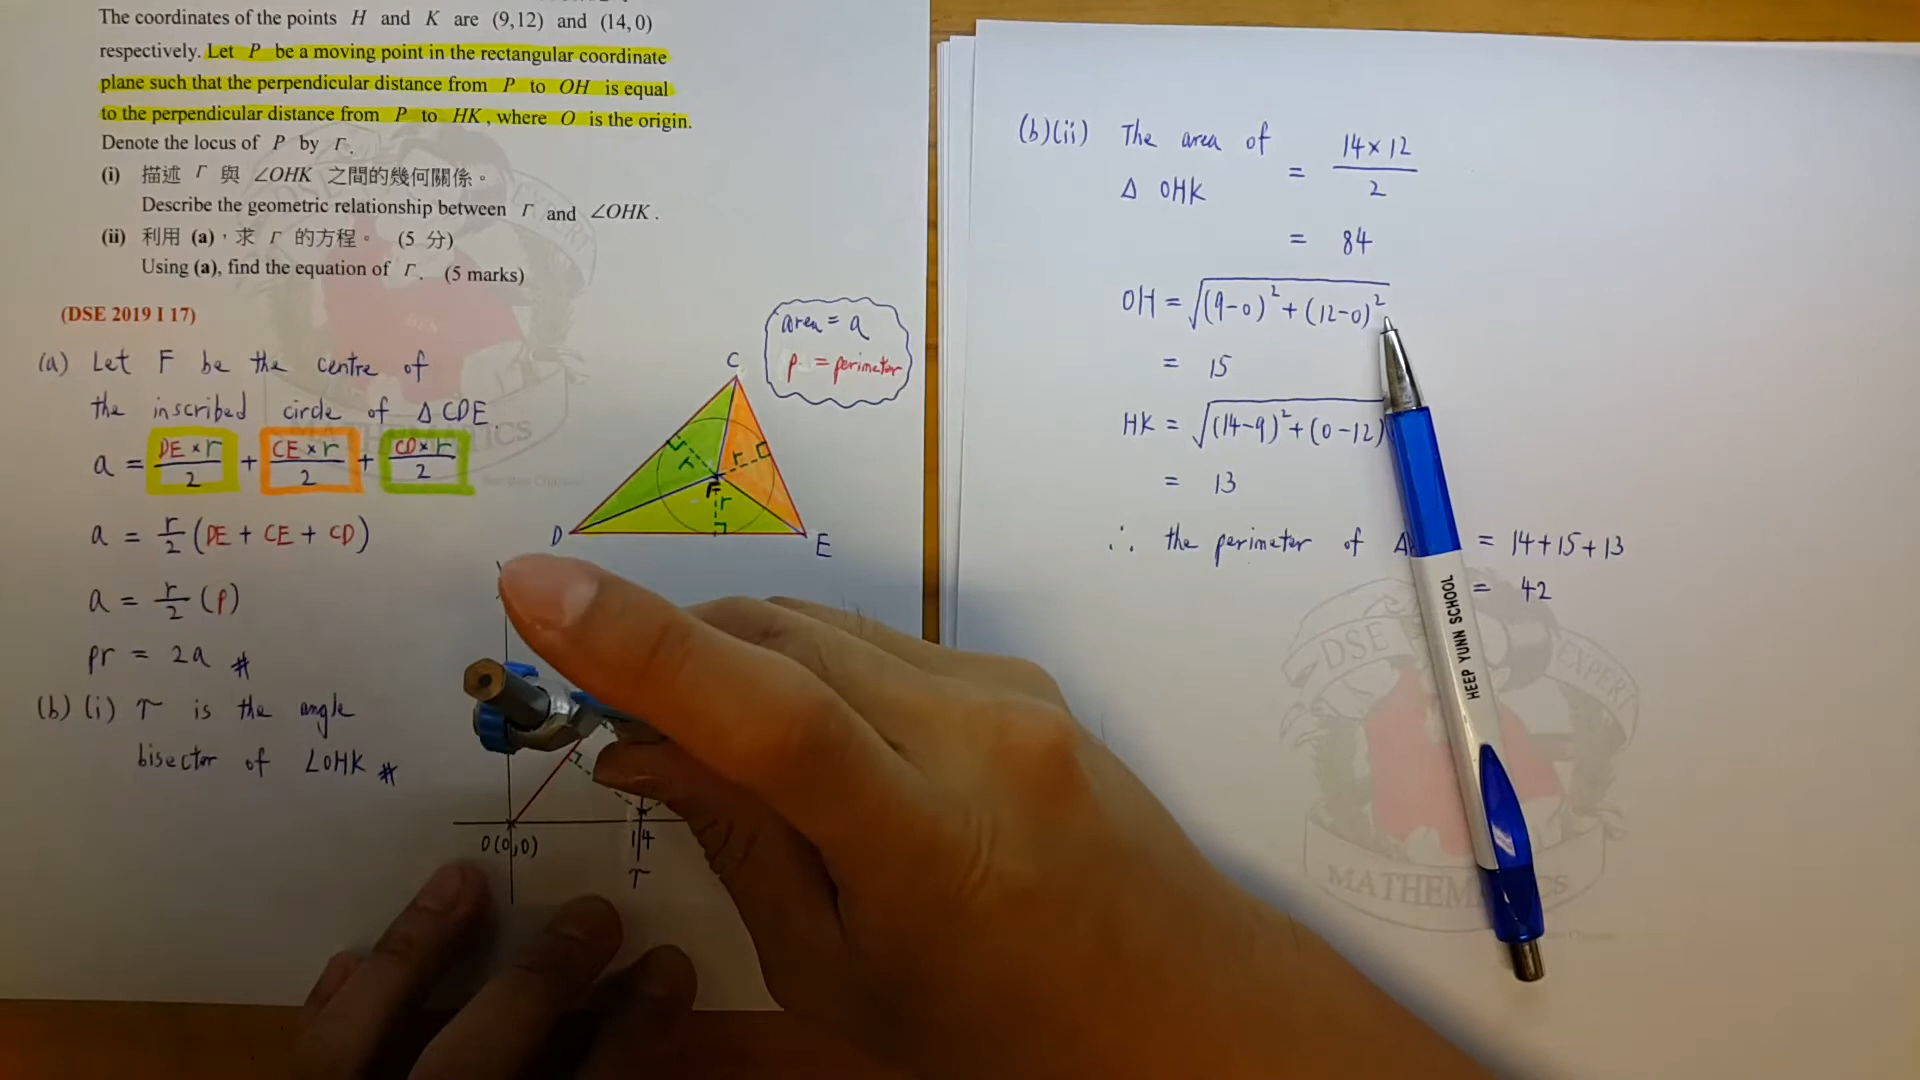 The coordinates of the points H and K are (9,12) and (14,0)
respectively. Let P be a moving point in the rectangular coordinate
plane such that the perpendicular distance from P to OH is equal
to the perpendicular distance from P to HK, where O is the origin.
Denote the locus of P by Γ.
(i) 描述 Γ 與 ∠OHK 之間的幾何關係。
Describe the geometric relationship between Γ and ∠OHK.
(ii) 利用 (a)，求 Γ 的方程。 (5 分)
Using (a), find the equation of Γ. (5 marks)
(DSE 2019 I 17)
(a) Let F be the centre of
the inscribed circle of Δ CDE.
a = DE × r / 2 + CE × r / 2 + CD × r / 2
a = r/2 (DE + CE + CD)
a = r/2 (P)
pr = 2a #
(b) (i) Γ is the angle
bisector of ∠OHK #
area = a
p = perimeter
C
D
E
F
r
r
r
O(0,0)
14
Γ
(b)(ii) The area of Δ OHK = 14 × 12 / 2
= 84
OH = √(9-0)² + (12-0)²
= 15
HK = √(14-9)² + (0-12)
= 13
∴ the perimeter of Δ = 14+15+13
= 42
HEEP YUNN SCHOOL
DSE EXPERT
MATHEMATICS